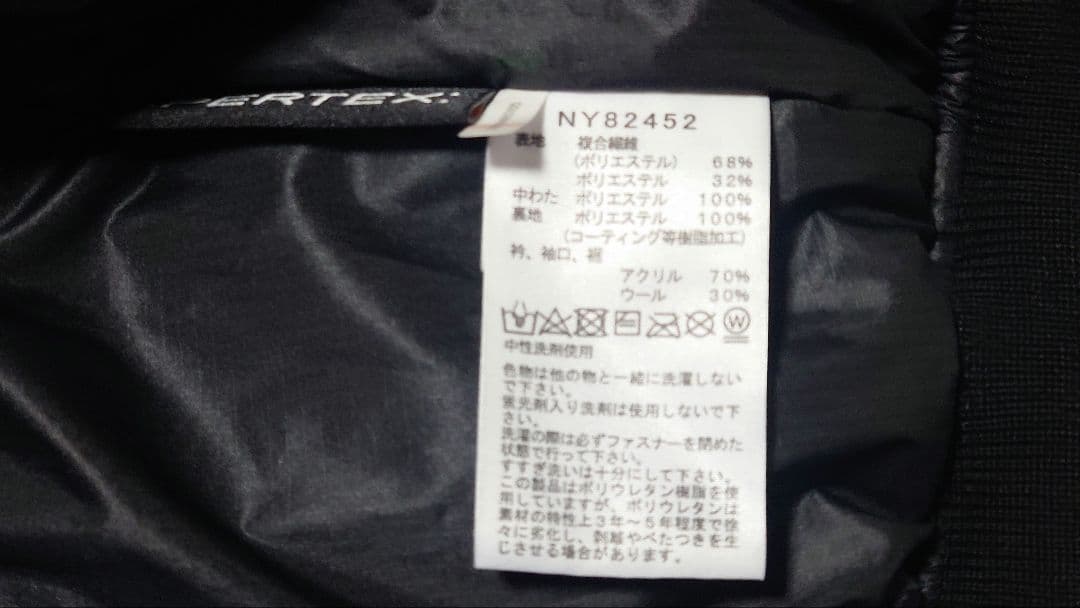 PERTEX
NY82452
表地 複合繊維
(ポリエステル) 68%
ポリエステル 32%
中わた ポリエステル 100%
裏地 ポリエステル 100%
(コーティング等樹脂加工)
衿、袖口、裾
アクリル 70%
ウール 30%
W
中性洗剤使用
色物は他の物と一緒に洗濯しない
で下さい。
蛍光剤入り洗剤は使用しないで下
さい。
洗濯の際は必ずファスナーを閉めた
状態で行って下さい。
すすぎ洗いは十分にして下さい。
この製品はポリウレタン樹脂を使
用していますが、ポリウレタンは
素材の特性上3年~5年程度で徐
々に劣化し、剥離やべたつきを生
じさせる場合があります。